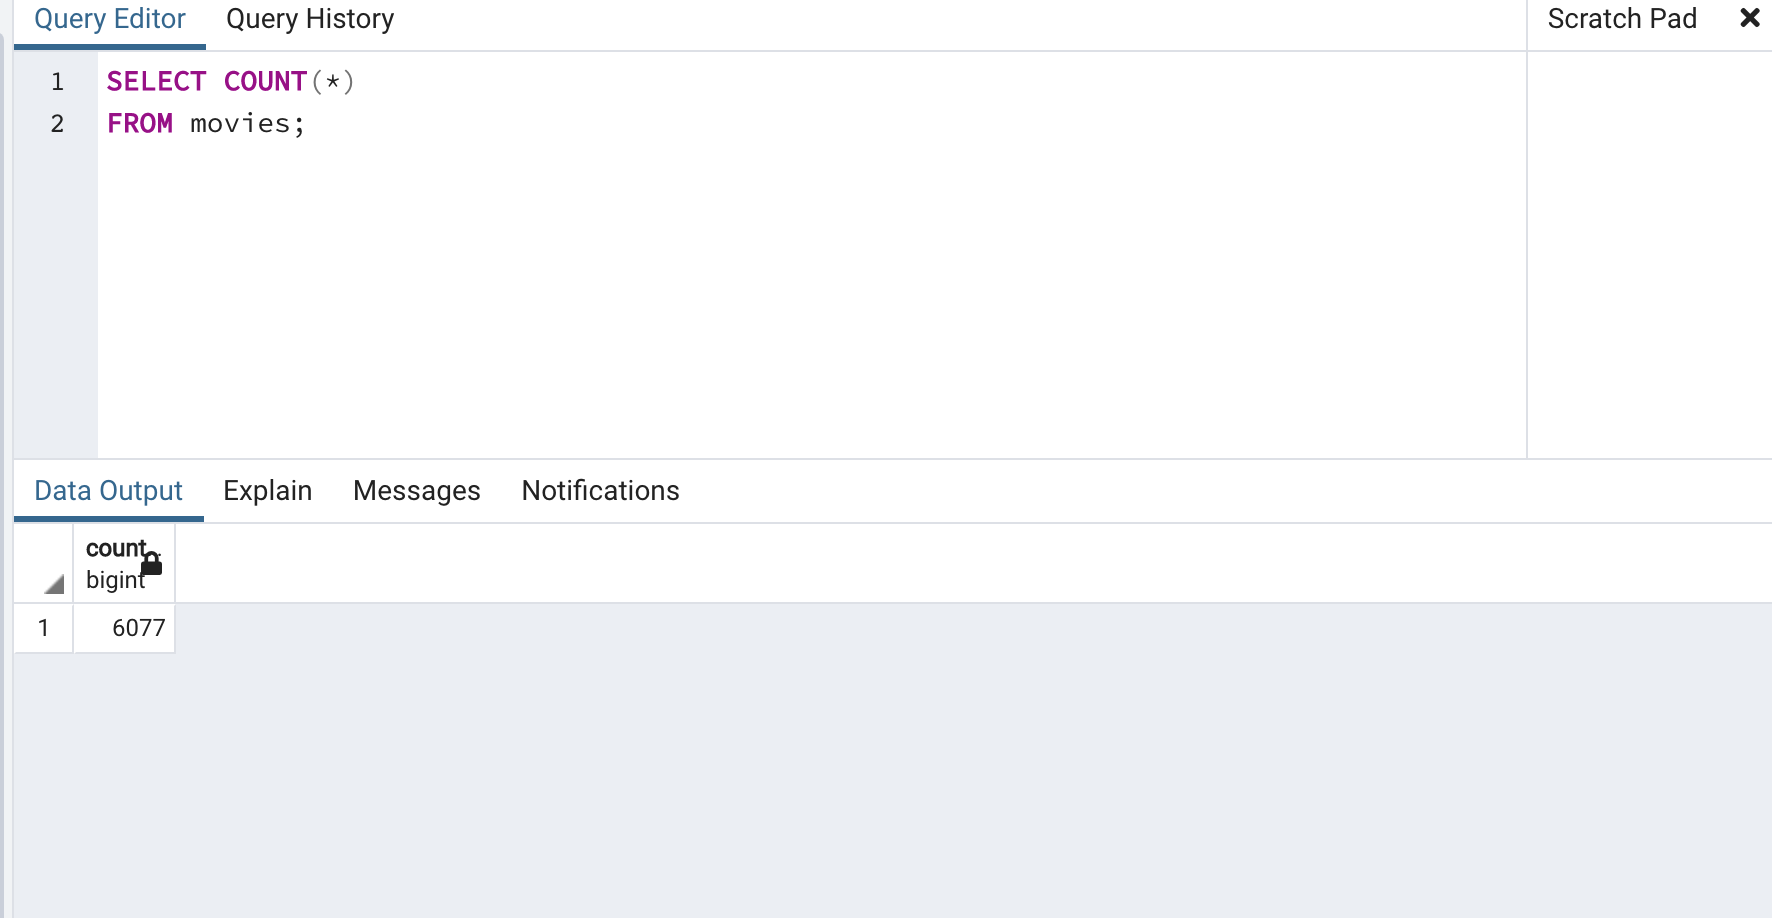 Query Editor Query History Scratch Pad
1 SELECT COUNT(*)
2 FROM movies;
Data Output Explain Messages Notifications
count
bigint
1 6077